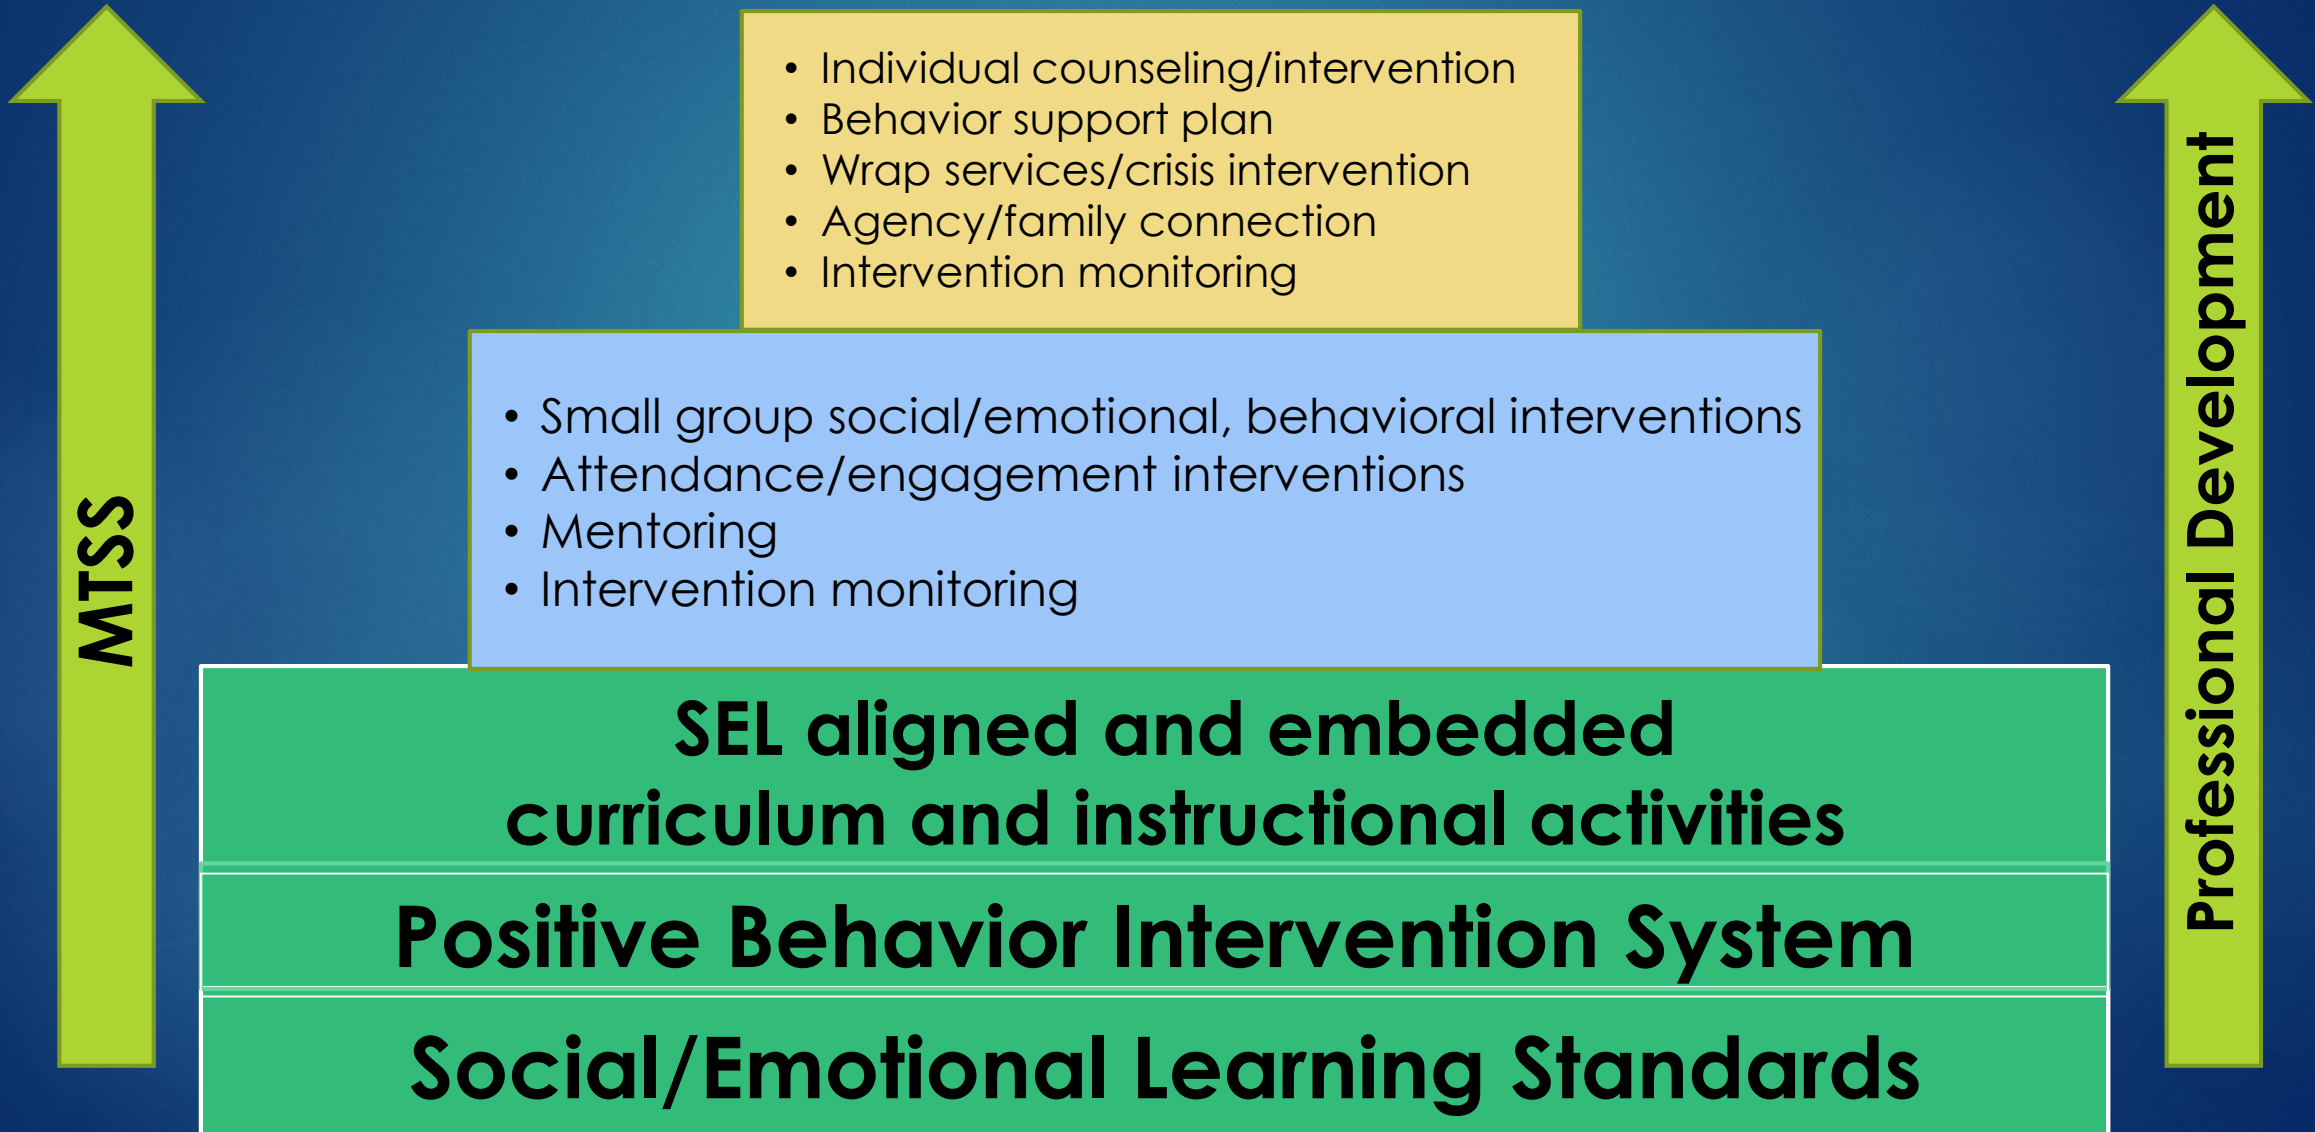 MTSS
• Individual counseling/intervention
• Behavior support plan
• Wrap services/crisis intervention
• Agency/family connection
• Intervention monitoring
• Small group social/emotional, behavioral interventions
• Attendance/engagement interventions
• Mentoring
• Intervention monitoring
SEL aligned and embedded
curriculum and instructional activities
Positive Behavior Intervention System
Social/Emotional Learning Standards
Professional Development